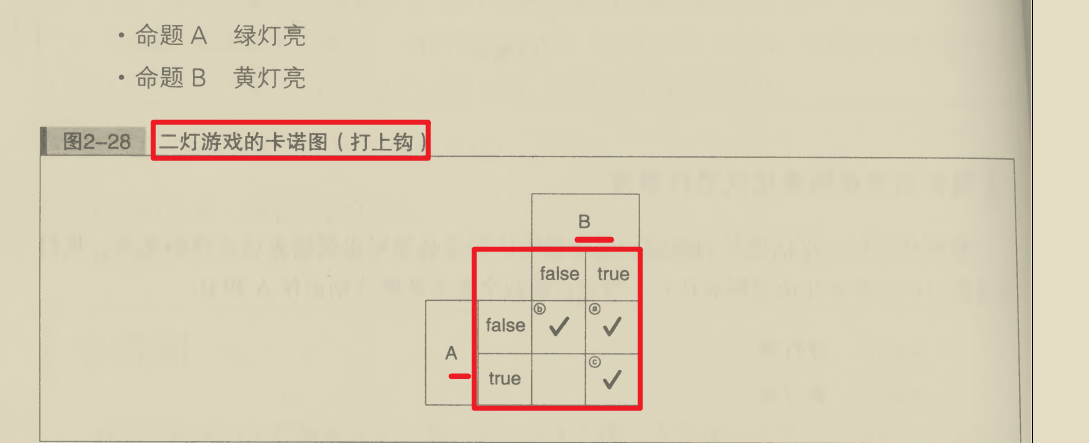 ・命题 A　绿灯亮
・命题 B　黄灯亮
图2-28　二灯游戏的卡诺图（打上钩）
B
false true
false ⓑ ✓ ⓐ ✓
A
true ⓒ ✓